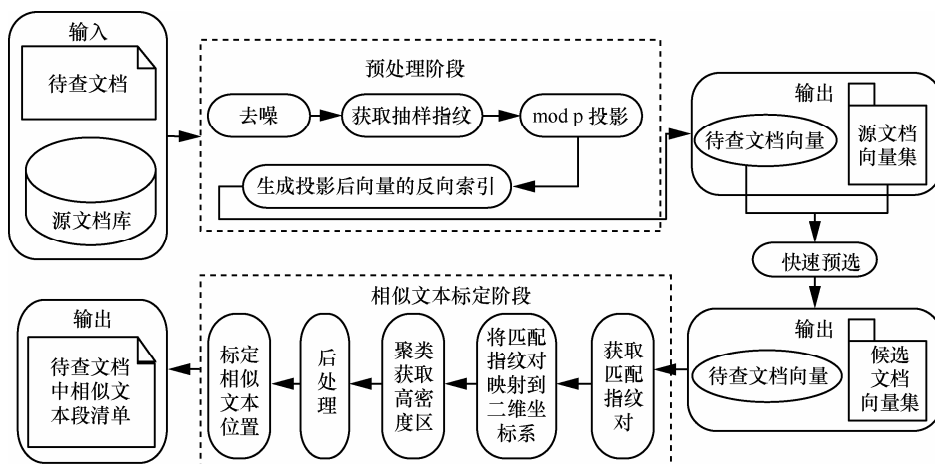 输入
待查文档
源文档库
预处理阶段
去噪
获取抽样指纹
mod p 投影
生成投影后向量的反向索引
输出
待查文档向量
源文档
向量集
快速预选
输出
待查文档向量
候选
文档
向量集
相似文本标定阶段
获取
匹配
指纹
对
将匹配
指纹对
映射到
二维坐
标系
聚类
获取
高密
度区
后
处
理
标定
相似
文本
位置
输出
待查文档
中相似文
本段清单